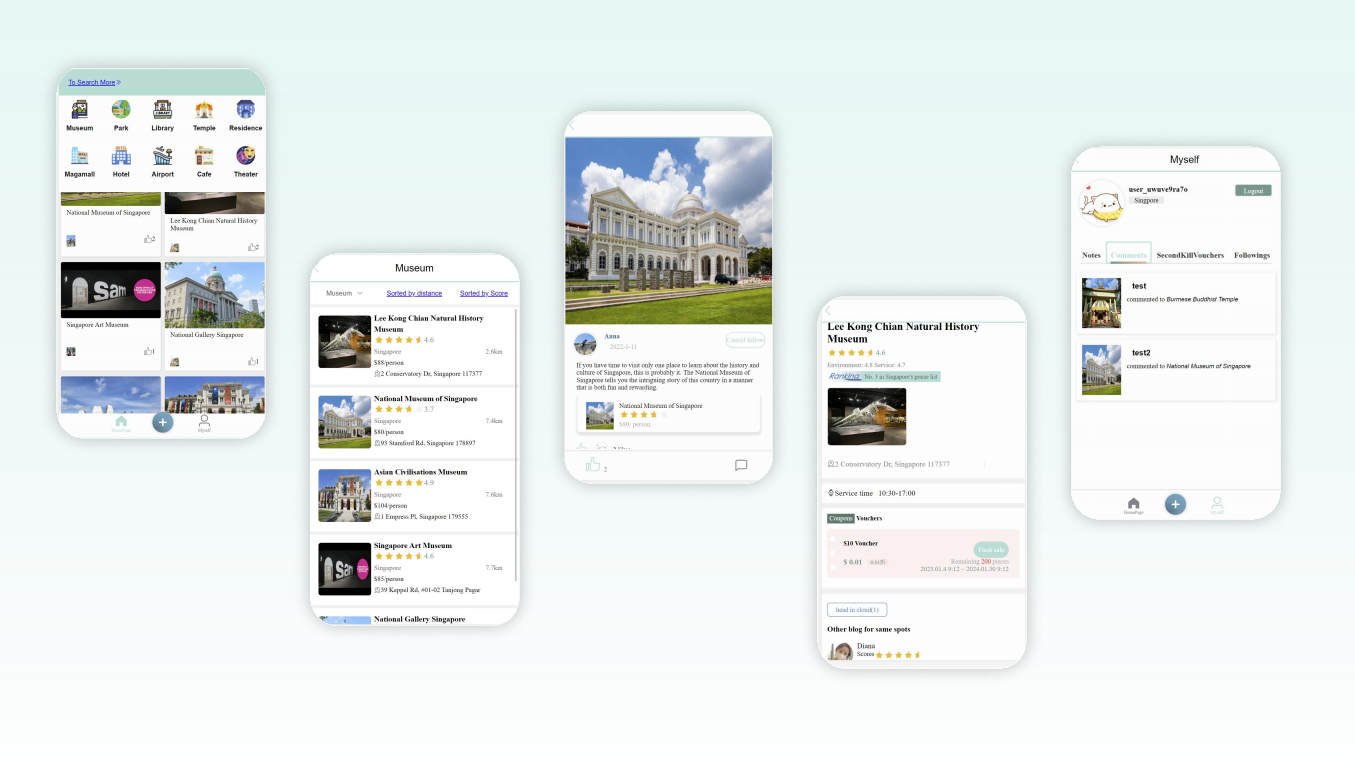 To Search More
Museum Park Library Temple Residence
Magamall Hotel Airport Cafe Theater
National Museum of Singapore
2
Lee Kong Chian Natural History
Museum
2
Sam
Singapore Art Museum
1
National Gallery Singapore
1
HomePage
Myself
Museum
Museum
Sorted by distance
Sorted by Score
Lee Kong Chian Natural History
Museum
4.6
Singapore 2.6km
$88/person
2 Conservatory Dr, Singapore 117377
National Museum of Singapore
3.7
Singapore 7.4km
$80/person
93 Stamford Rd, Singapore 178897
Asian Civilisations Museum
4.9
Singapore 7.6km
$104/person
1 Empress Pl, Singapore 179555
Singapore Art Museum
4.6
Singapore 7.7km
$85/person
39 Keppel Rd, #01-02 Tanjong Pagar
National Gallery Singapore
Anna
2022-1-11
Cancel follow
If you have time to visit only one place to learn about the history and
culture of Singapore, this is probably it. The National Museum of
Singapore tells you the intriguing story of this country in a manner
that is both fun and rewarding.
National Museum of Singapore
$80/ person
2
Lee Kong Chian Natural History
Museum
4.6
Environment: 4.8 Service: 4.7
Ranking No. 3 in Singapore's praise list
2 Conservatory Dr, Singapore 117377
Service time 10:30-17:00
Coupons Vouchers
$10 Voucher
$ 0.01
Flash sale
Remaining 200 pieces
2023.01.4 9:12 ~ 2024.01.30 9:12
head in cloud(1)
Other blog for same spots
Diana
Scores
Myself
user_uwuve9ra7o
Singpore
Logout
Notes Comments SecondKillVouchers Followings
test
commented to Burmese Buddhist Temple
test2
commented to National Museum of Singapore
HomePage
Myself